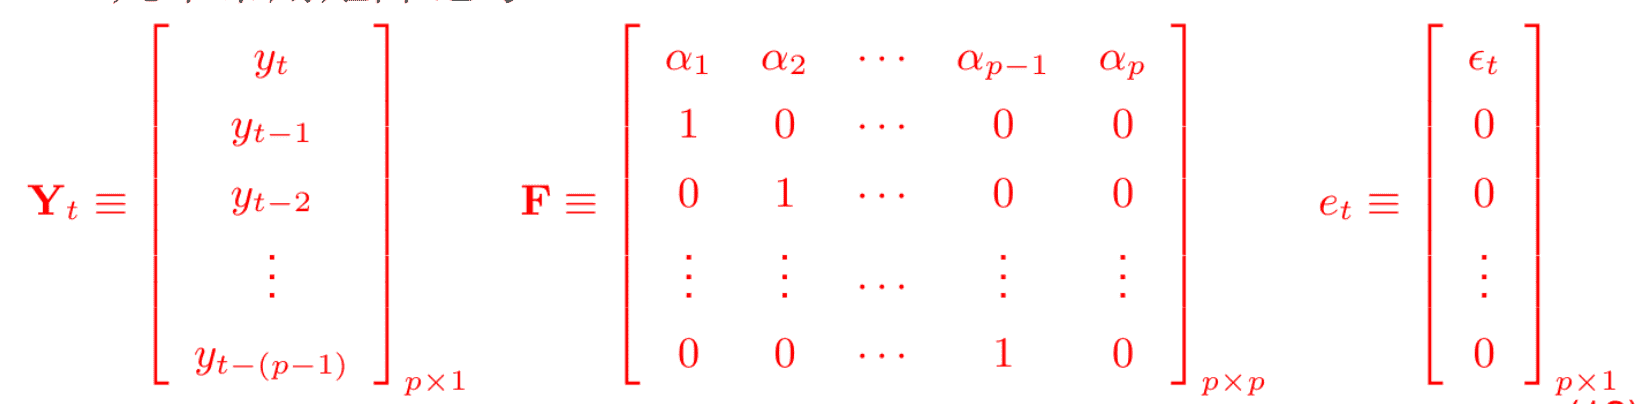 \mathbf{Y}_t \equiv \begin{bmatrix} y_t \\ y_{t-1} \\ y_{t-2} \\ \vdots \\ y_{t-(p-1)} \end{bmatrix}_{p \times 1} \quad \mathbf{F} \equiv \begin{bmatrix} \alpha_1 & \alpha_2 & \cdots & \alpha_{p-1} & \alpha_p \\ 1 & 0 & \cdots & 0 & 0 \\ 0 & 1 & \cdots & 0 & 0 \\ \vdots & \vdots & \cdots & \vdots & \vdots \\ 0 & 0 & \cdots & 1 & 0 \end{bmatrix}_{p \times p} \quad e_t \equiv \begin{bmatrix} \epsilon_t \\ 0 \\ 0 \\ \vdots \\ 0 \end{bmatrix}_{p \times 1}